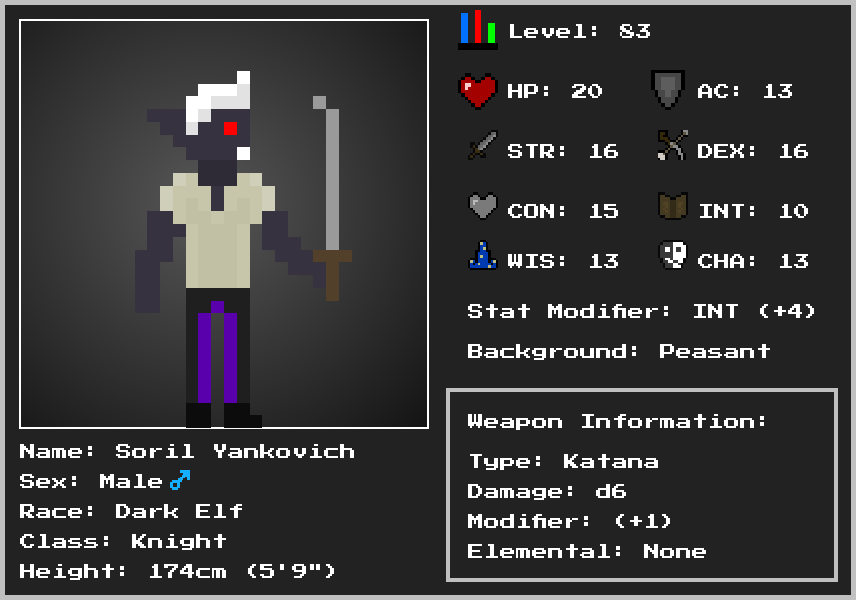 Level: 83
HP: 20
AC: 13
STR: 16
DEX: 16
CON: 15
INT: 10
WIS: 13
CHA: 13
Stat Modifier: INT (+4)
Background: Peasant
Weapon Information:
Type: Katana
Damage: d6
Modifier: (+1)
Elemental: None
Name: Soril Yankovich
Sex: Male ♂
Race: Dark Elf
Class: Knight
Height: 174cm (5'9")